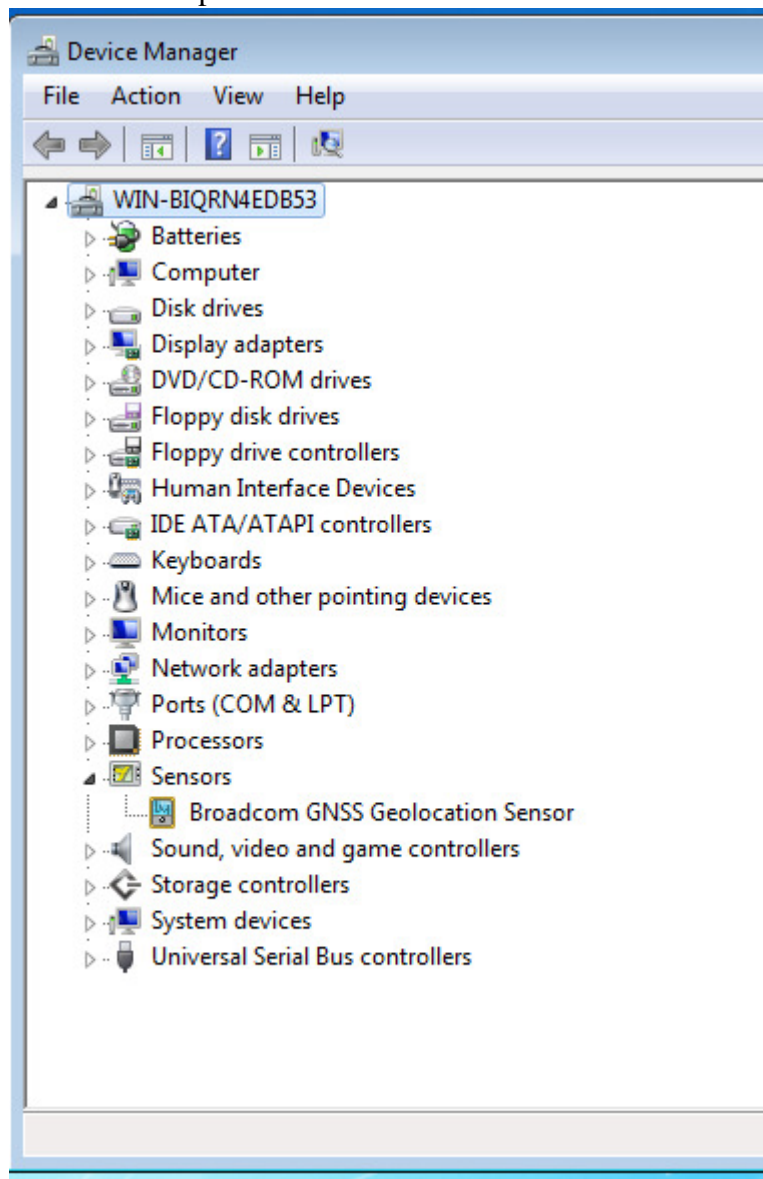 Device Manager
File Action View Help
WIN-BIQRN4EDB53
Batteries
Computer
Disk drives
Display adapters
DVD/CD-ROM drives
Floppy disk drives
Floppy drive controllers
Human Interface Devices
IDE ATA/ATAPI controllers
Keyboards
Mice and other pointing devices
Monitors
Network adapters
Ports (COM & LPT)
Processors
Sensors
Broadcom GNSS Geolocation Sensor
Sound, video and game controllers
Storage controllers
System devices
Universal Serial Bus controllers